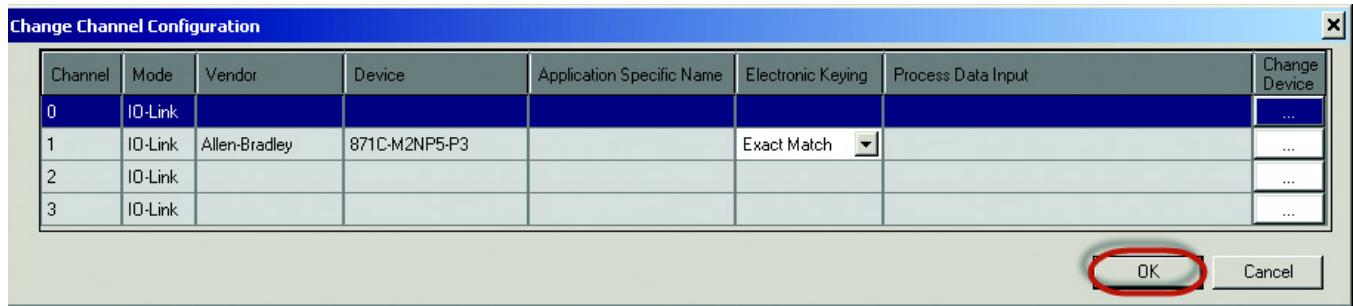 Change Channel Configuration
Channel Mode Vendor Device Application Specific Name Electronic Keying Process Data Input Change Device
0 IO-Link ...
1 IO-Link Allen-Bradley 871C-M2NP5-P3 Exact Match ...
2 IO-Link ...
3 IO-Link ...
OK Cancel